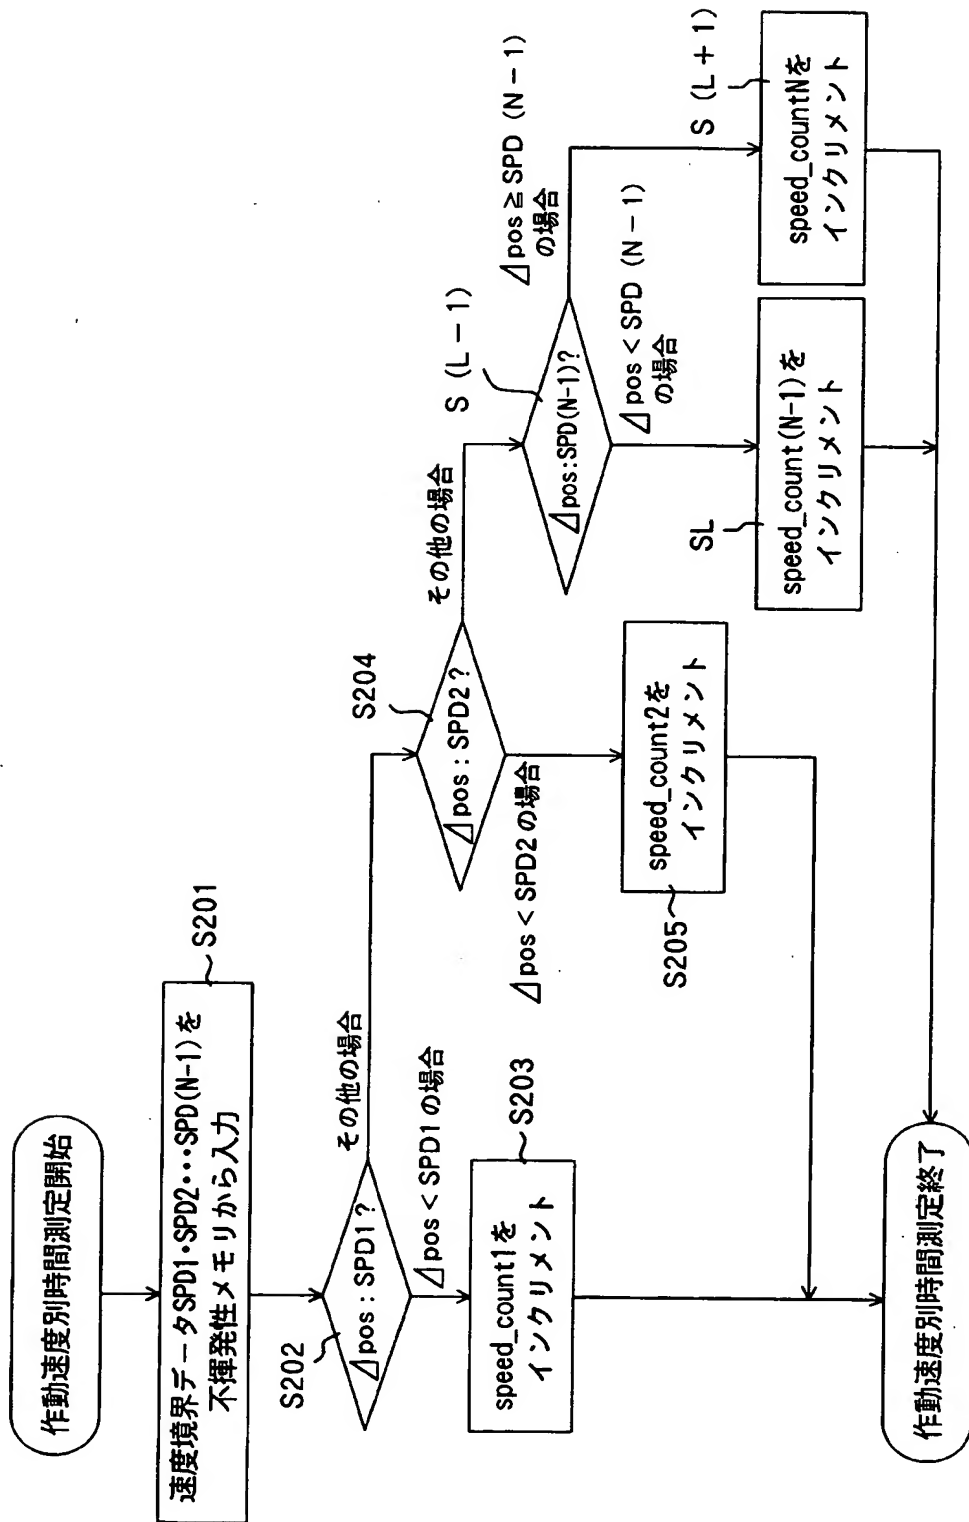 作動速度別時間測定開始
速度境界データSPD1・SPD2・・・SPD(N-1)を
不揮発性メモリから入力
S201
S202
⊿pos：SPD1？
その他の場合
⊿pos＜SPD1の場合
speed_count1を
インクリメント
S203
S204
⊿pos：SPD2？
その他の場合
⊿pos＜SPD2の場合
speed_count2を
インクリメント
S205
S（L－1）
⊿pos:SPD(N-1)?
⊿pos≧SPD（N－1）
の場合
⊿pos＜SPD（N－1）
の場合
SL
speed_count(N-1)を
インクリメント
S（L＋1）
speed_countNを
インクリメント
作動速度別時間測定終了